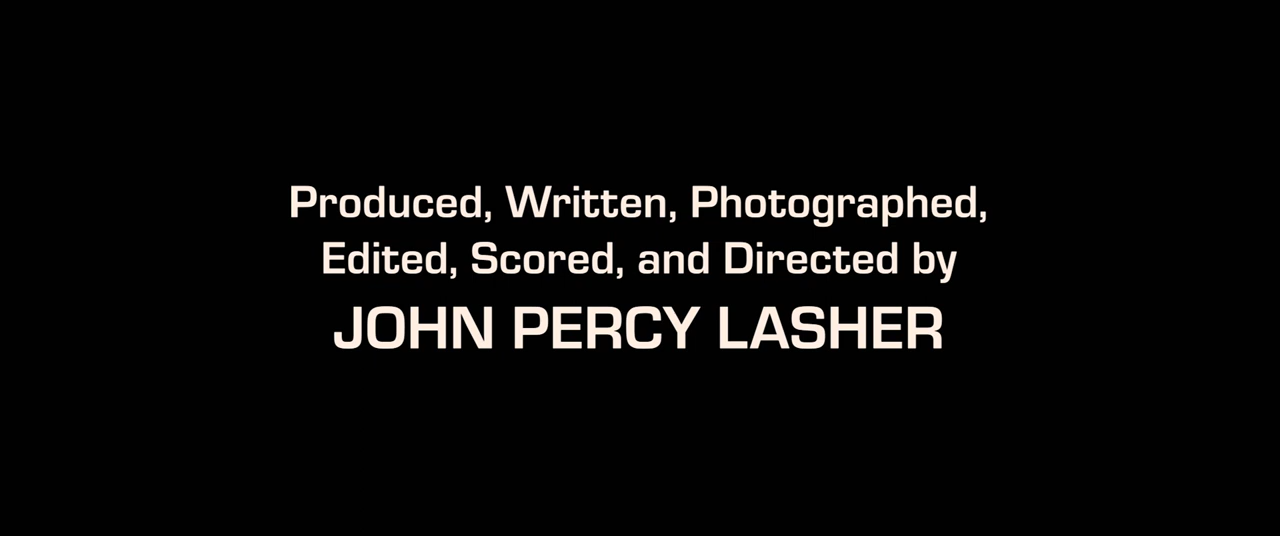 Produced, Written, Photographed,
Edited, Scored, and Directed by
JOHN PERCY LASHER